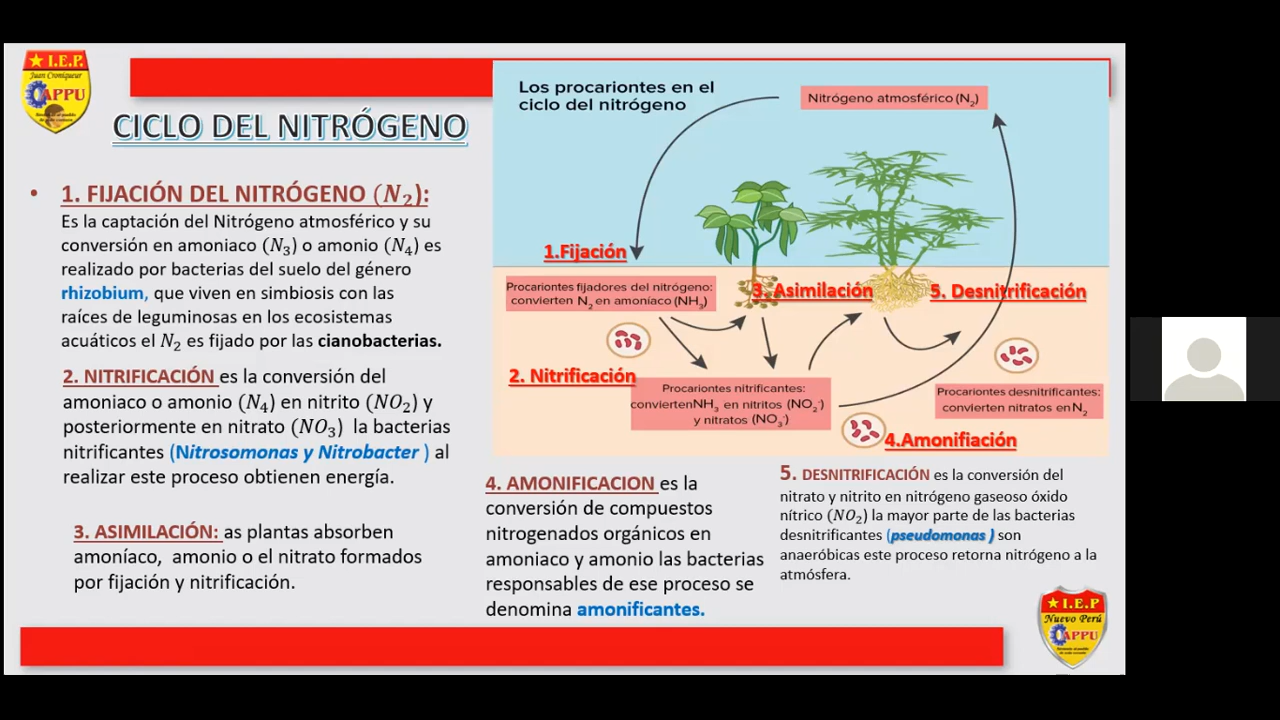 I.E.P.
Juan Croniqueur
APPU
CICLO DEL NITRÓGENO
• 1. FIJACIÓN DEL NITRÓGENO (N₂):
Es la captación del Nitrógeno atmosférico y su
conversión en amoniaco (N₃) o amonio (N₄) es
realizado por bacterias del suelo del género
rhizobium, que viven en simbiosis con las
raíces de leguminosas en los ecosistemas
acuáticos el N₂ es fijado por las cianobacterias.
2. NITRIFICACIÓN es la conversión del
amoniaco o amonio (N₄) en nitrito (NO₂) y
posteriormente en nitrato (NO₃) la bacterias
nitrificantes (Nitrosomonas y Nitrobacter ) al
realizar este proceso obtienen energía.
3. ASIMILACIÓN: as plantas absorben
amoníaco, amonio o el nitrato formados
por fijación y nitrificación.
Los procariontes en el
ciclo del nitrógeno
Nitrógeno atmosférico (N₂)
1.Fijación
Procariontes fijadores del nitrógeno:
convierten N₂ en amoníaco (NH₃)
3. Asimilación
5. Desnitrificación
2. Nitrificación
Procariontes nitrificantes:
conviertenNH₃ en nitritos (NO₂⁻)
y nitratos (NO₃⁻)
Procariontes desnitrificantes:
convierten nitratos en N₂
4.Amonifiación
4. AMONIFICACION es la
conversión de compuestos
nitrogenados orgánicos en
amoniaco y amonio las bacterias
responsables de ese proceso se
denomina amonificantes.
5. DESNITRIFICACIÓN es la conversión del
nitrato y nitrito en nitrógeno gaseoso óxido
nítrico (NO₂) la mayor parte de las bacterias
desnitrificantes (pseudomonas ) son
anaeróbicas este proceso retorna nitrógeno a la
atmósfera.
I.E.P
Nuevo Perú
APPU